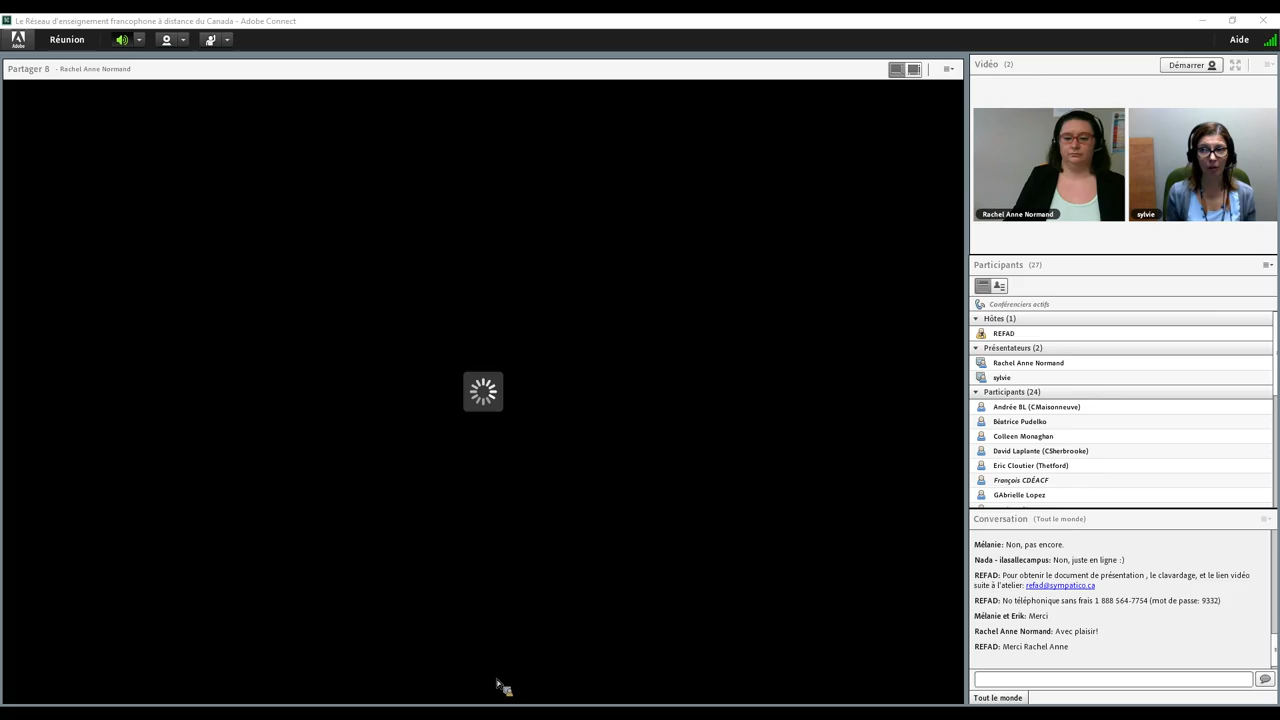 Le Réseau d'enseignement francophone à distance du Canada - Adobe Connect
Adobe
Réunion
Aide
Partager 8 - Rachel Anne Normand
Vidéo (2)
Démarrer
Rachel Anne Normand
sylvie
Participants (27)
Conférenciers actifs
Hôtes (1)
REFAD
Présentateurs (2)
Rachel Anne Normand
sylvie
Participants (24)
Andrée BL (CMaisonneuve)
Béatrice Pudelko
Colleen Monaghan
David Laplante (CSherbrooke)
Eric Cloutier (Thetford)
François CDÉACF
GAbrielle Lopez
Conversation (Tout le monde)
Mélanie: Non, pas encore.
Nada - ilasallecampus: Non, juste en ligne :)
REFAD: Pour obtenir le document de présentation , le clavardage, et le lien vidéo
suite à l'atelier: refad@sympatico.ca
REFAD: No téléphonique sans frais 1 888 564-7754 (mot de passe: 9332)
Mélanie et Erik: Merci
Rachel Anne Normand: Avec plaisir!
REFAD: Merci Rachel Anne
Tout le monde